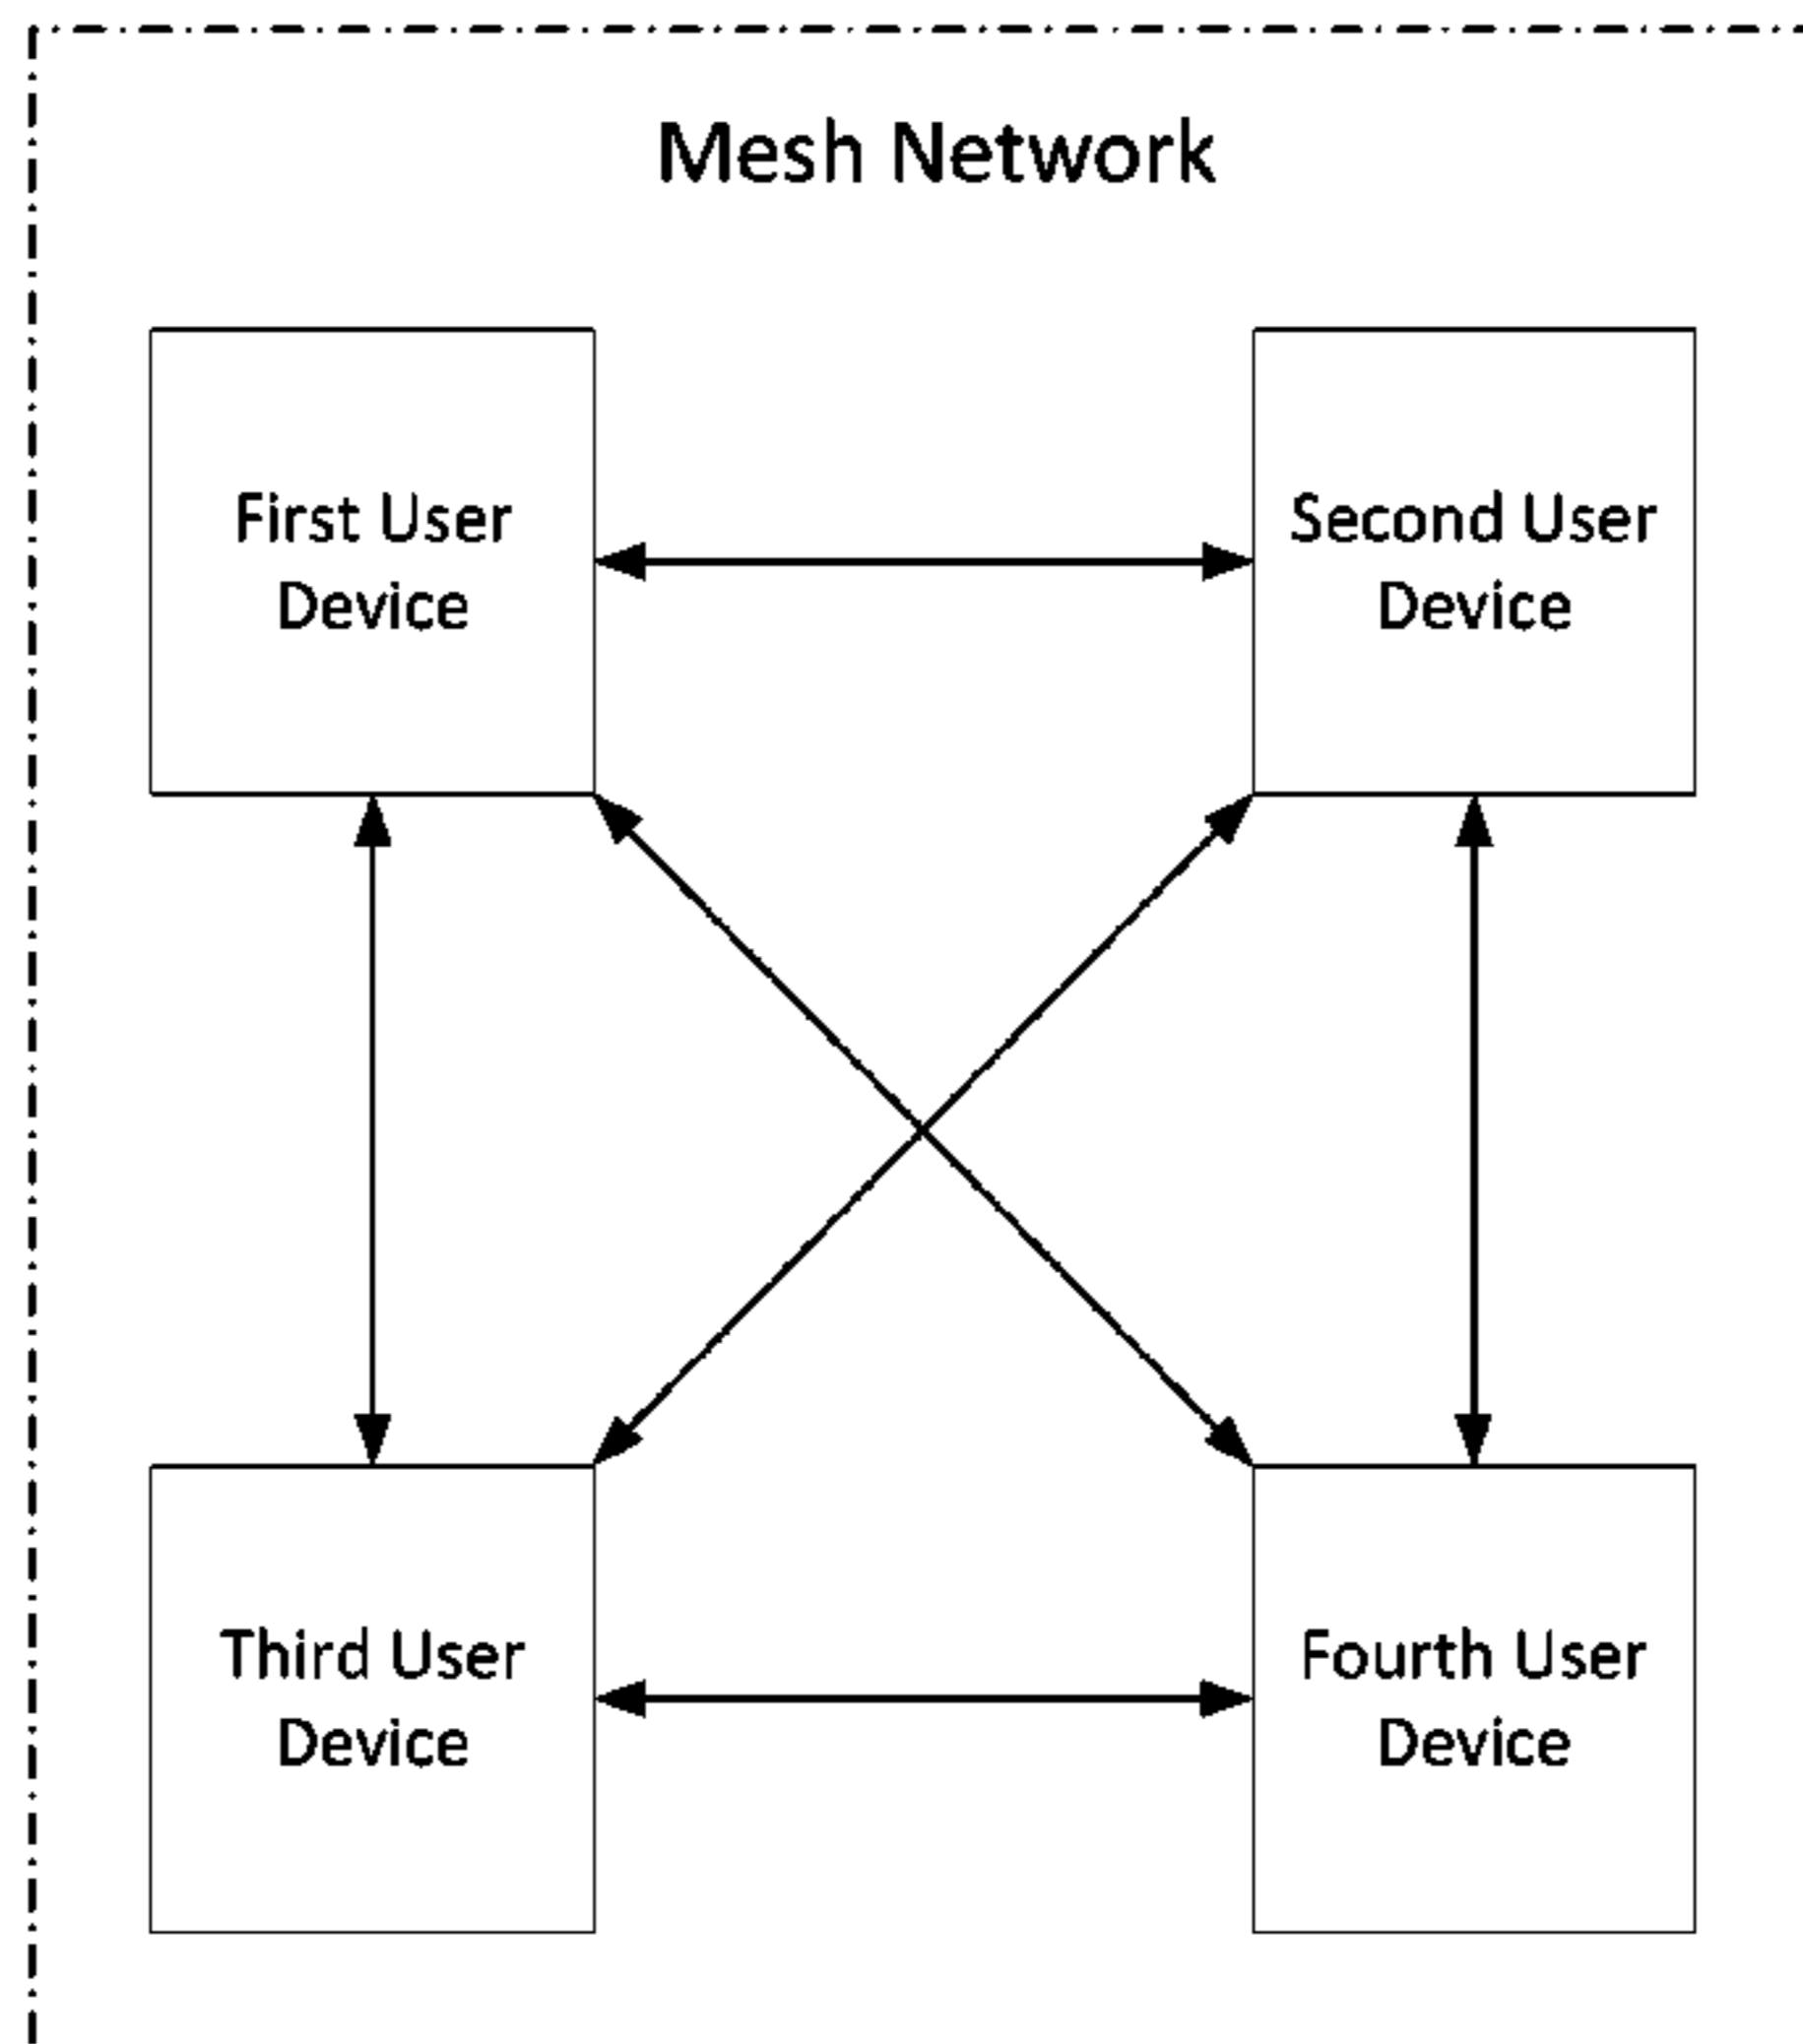 Mesh Network
First User
Device
Second User
Device
Third User
Device
Fourth User
Device